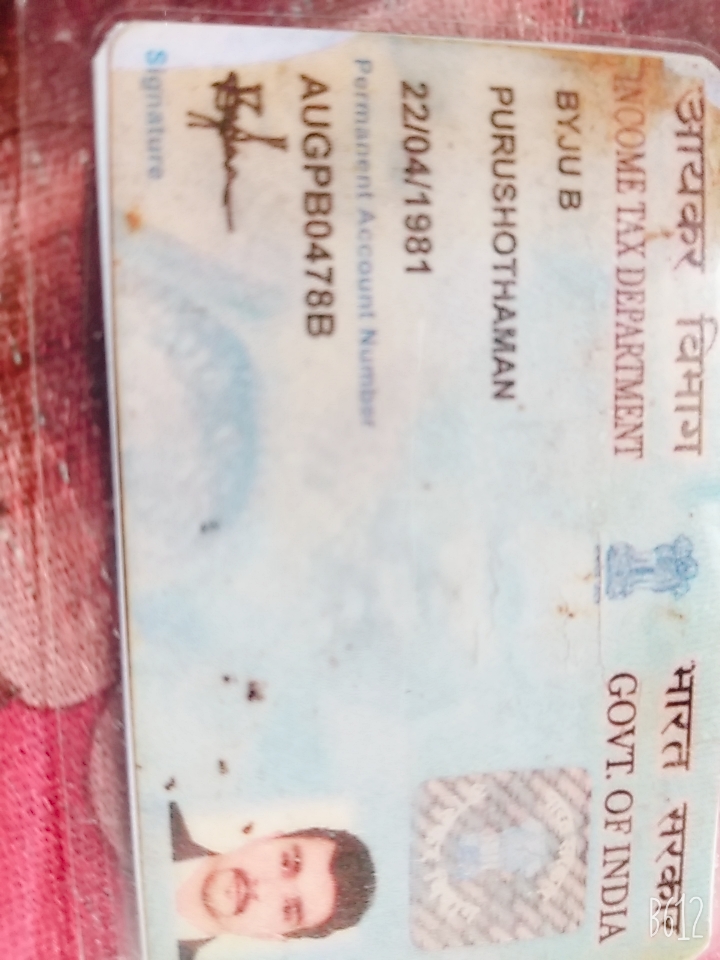 आयकर विभाग
INCOME TAX DEPARTMENT
भारत सरकार
GOVT. OF INDIA
BYJU B
PURUSHOTHAMAN
22/04/1981
Permanent Account Number
AUGPB0478B
Signature
B612